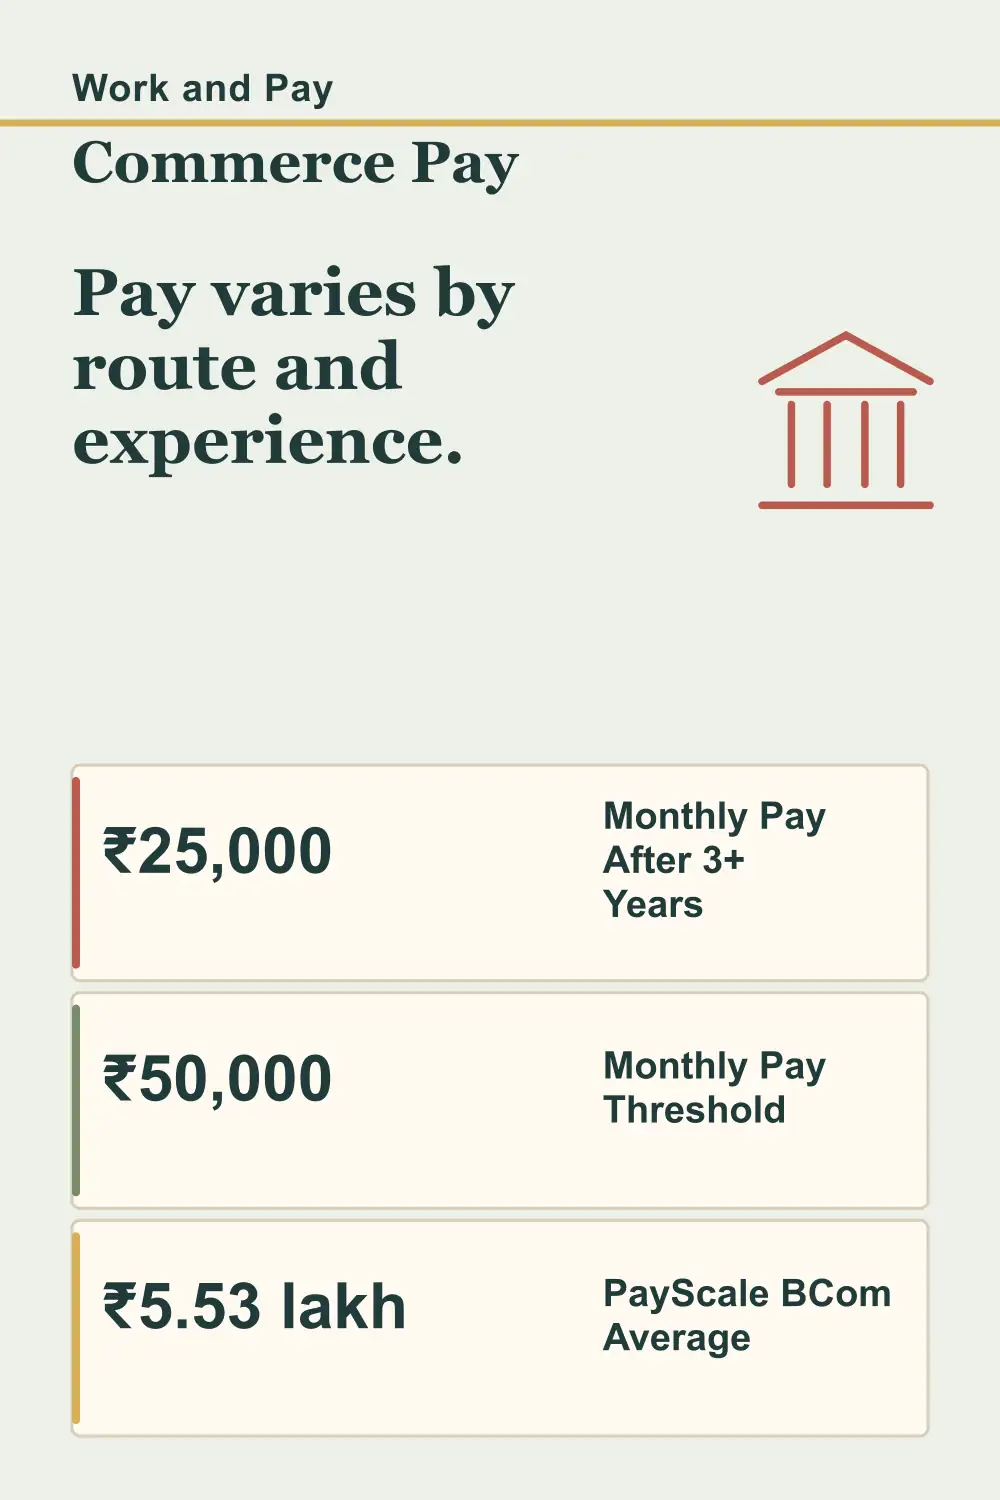 Work and Pay
Commerce Pay
Pay varies by
route and
experience.
₹25,000
Monthly Pay
After 3+
Years
₹50,000
Monthly Pay
Threshold
₹5.53 lakh
PayScale BCom
Average